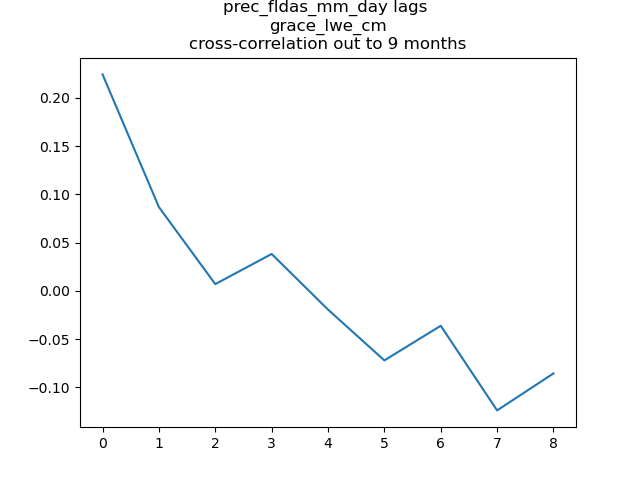 prec_fldas_mm_day lags
grace_lwe_cm
cross-correlation out to 9 months
0.20
0.15
0.10
0.05
0.00
−0.05
−0.10
0 1 2 3 4 5 6 7 8